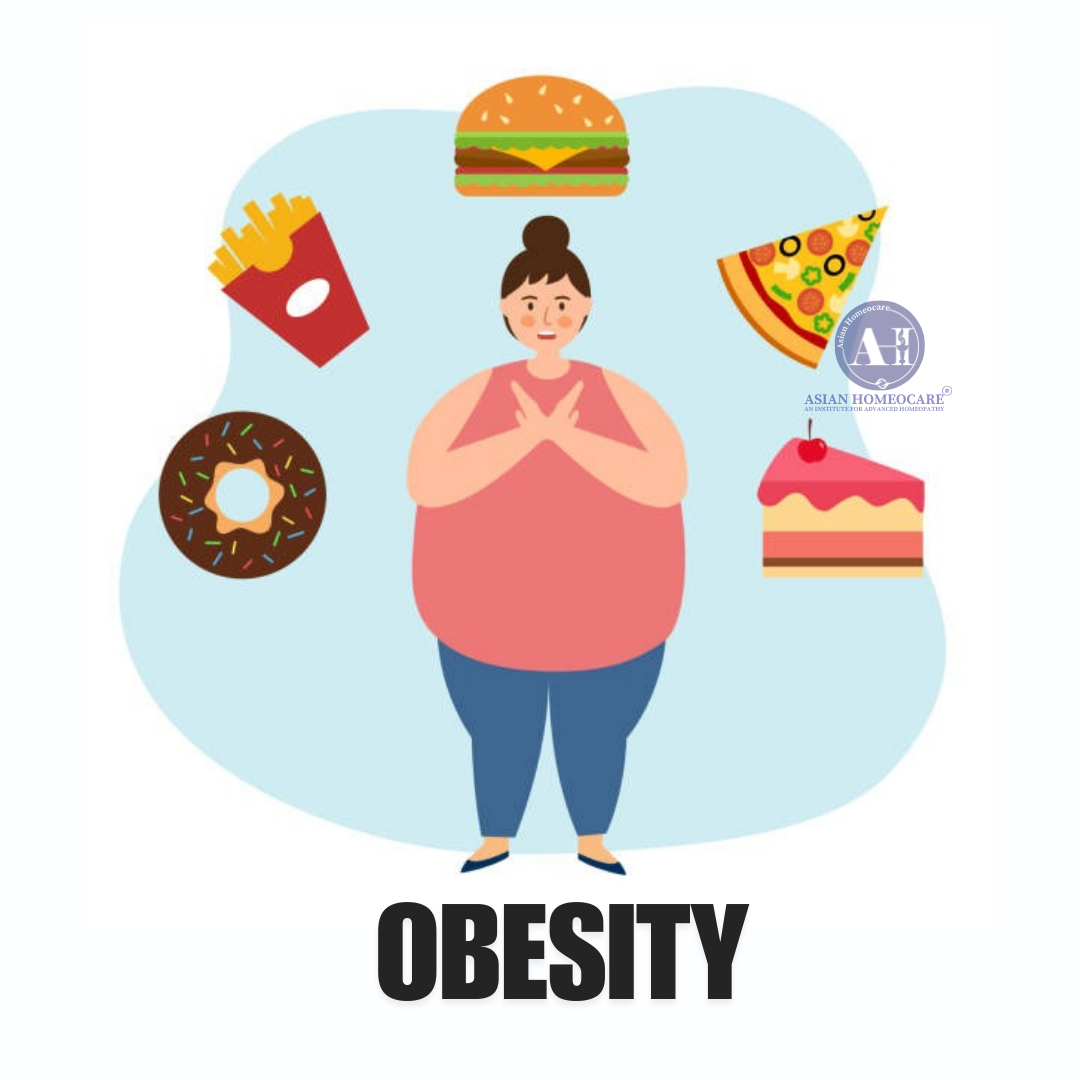 Asian Homeocare
AH
ASIAN HOMEOCARE®
AN INSTITUTE FOR ADVANCED HOMEOPATHY
OBESITY